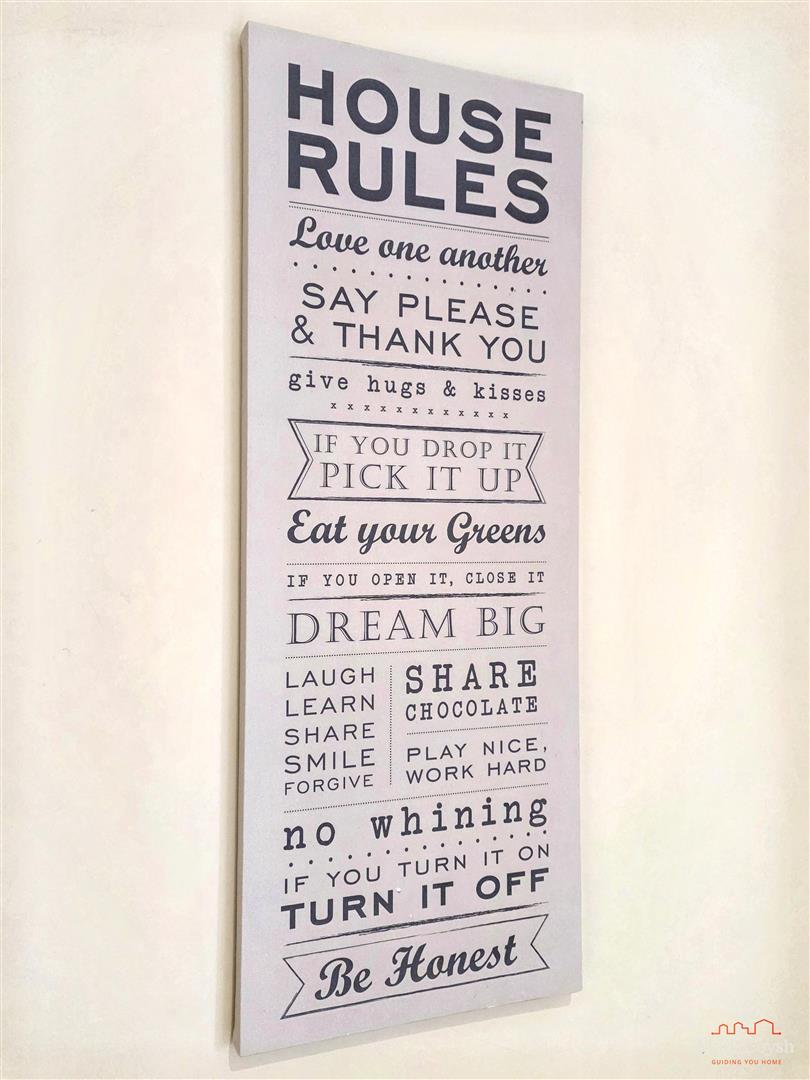 HOUSE
RULES
Love one another
SAY PLEASE
& THANK YOU
give hugs & kisses
x x x x x x x x x x x x
IF YOU DROP IT
PICK IT UP
Eat your Greens
IF YOU OPEN IT, CLOSE IT
DREAM BIG
LAUGH
LEARN
SHARE
SMILE
FORGIVE
SHARE
CHOCOLATE
PLAY NICE,
WORK HARD
no whining
IF YOU TURN IT ON
TURN IT OFF
Be Honest
GUIDING YOU HOME